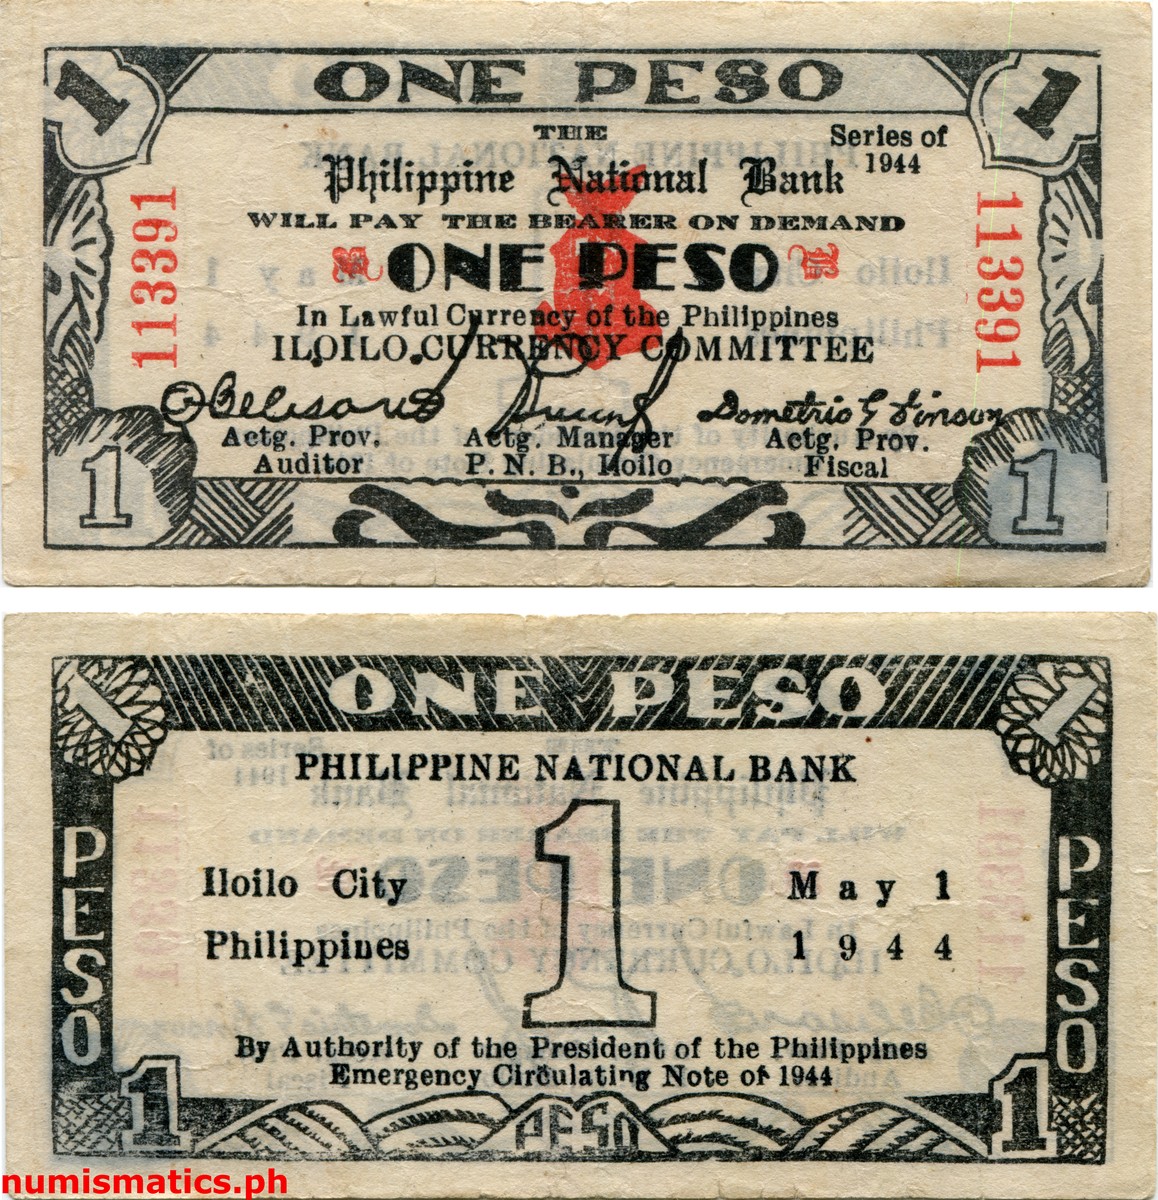 1 ONE PESO 1
THE
Series of
1944
Philippine National Bank
WILL PAY THE BEARER ON DEMAND
ONE PESO
In Lawful Currency of the Philippines
ILOILO CURRENCY COMMITTEE
113391
113391
Actg. Prov.
Auditor
Actg. Manager
P. N. B., Iloilo
Demetrio G Vinson
Actg. Prov.
Fiscal
1
1
1 ONE PESO 1
PHILIPPINE NATIONAL BANK
PESO
1
PESO
Iloilo City
Philippines
May 1
1944
By Authority of the President of the Philippines
Emergency Circulating Note of 1944
1 PESO 1
numismatics.ph